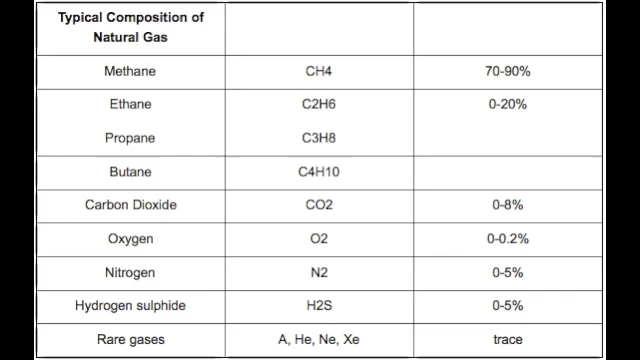 Typical Composition of
Natural Gas
Methane CH4 70-90%
Ethane C2H6 0-20%
Propane C3H8
Butane C4H10
Carbon Dioxide CO2 0-8%
Oxygen O2 0-0.2%
Nitrogen N2 0-5%
Hydrogen sulphide H2S 0-5%
Rare gases A, He, Ne, Xe trace